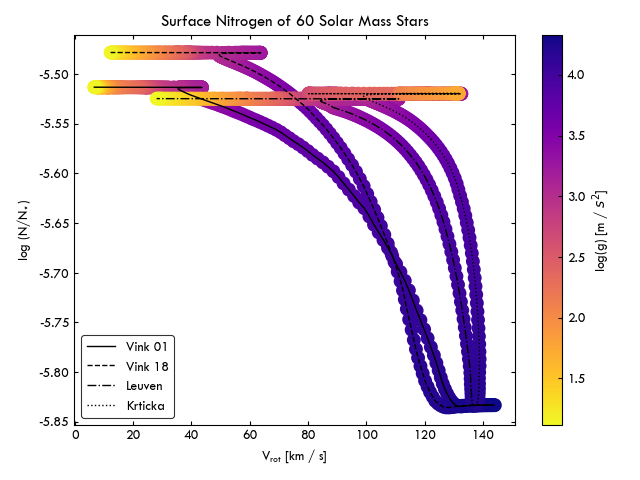 Surface Nitrogen of 60 Solar Mass Stars
-5.50
-5.55
-5.60
-5.65
-5.70
-5.75
-5.80
-5.85
log (N/N⋆)
0 20 40 60 80 100 120 140
V_rot [km / s]
Vink 01
Vink 18
Leuven
Krticka
4.0
3.5
3.0
2.5
2.0
1.5
log(g) [m / s²]